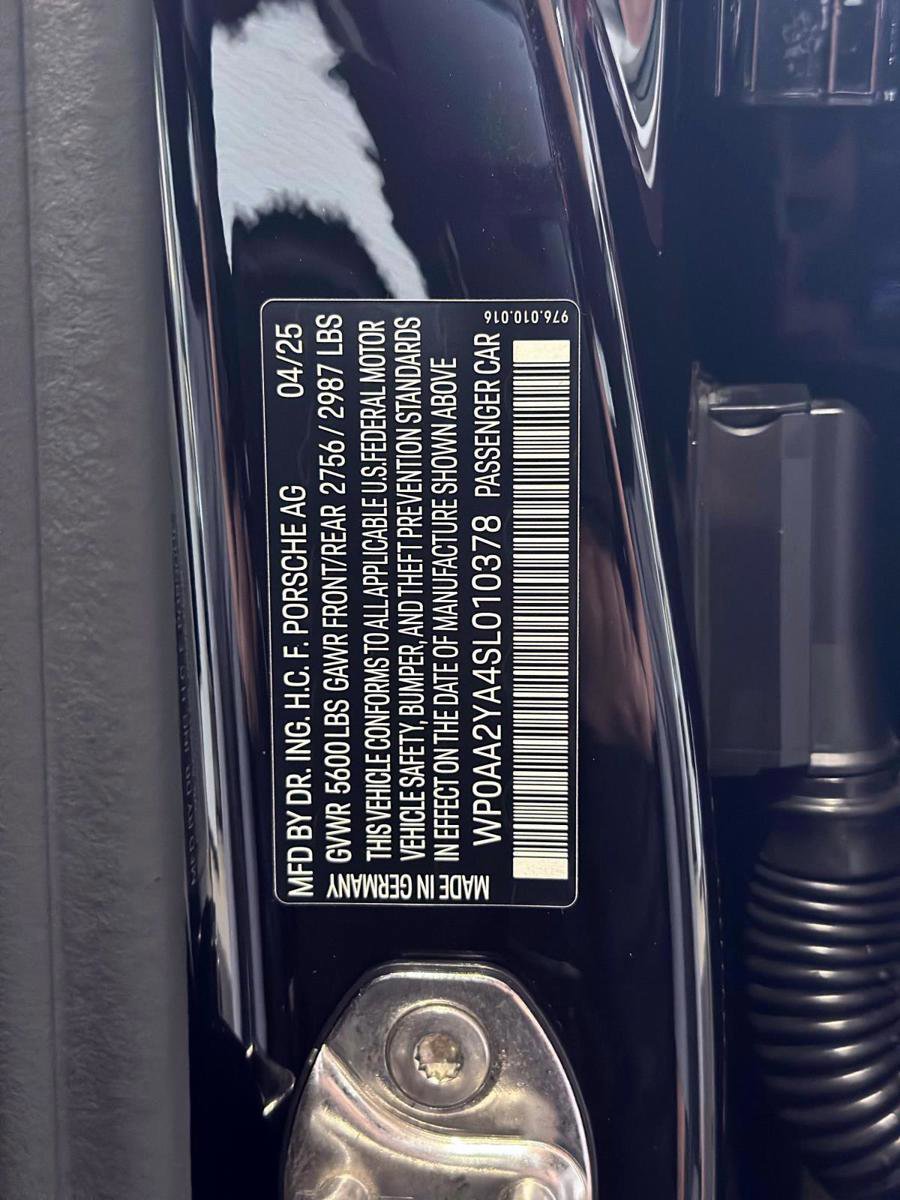 MFD BY DR. ING. H.C. F. PORSCHE AG 04/25
GVWR 5600 LBS GAWR FRONT/REAR 2756 / 2987 LBS
THIS VEHICLE CONFORMS TO ALL APPLICABLE U.S. FEDERAL MOTOR
VEHICLE SAFETY, BUMPER, AND THEFT PREVENTION STANDARDS
IN EFFECT ON THE DATE OF MANUFACTURE SHOWN ABOVE
WP0AA2YA4SL010378 PASSENGER CAR
MADE IN GERMANY
976.010.016